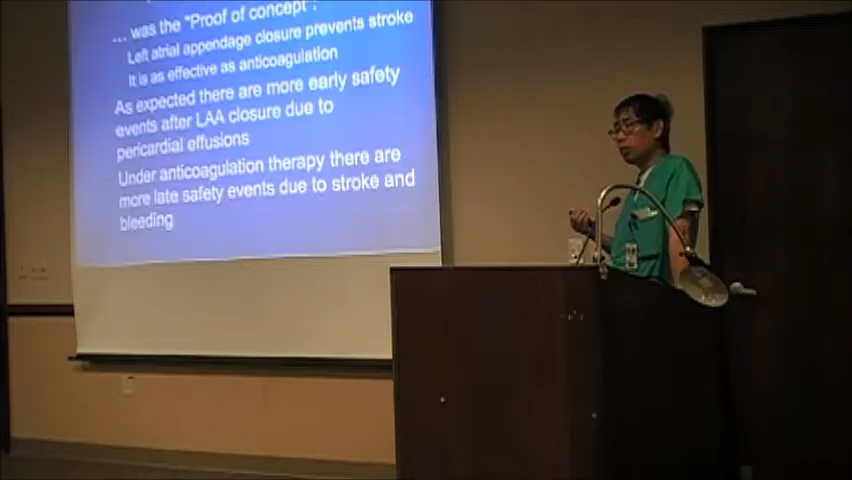 ... was the "Proof of concept".
Left atrial appendage closure prevents stroke
It is as effective as anticoagulation
As expected there are more early safety
events after LAA closure due to
pericardial effusions
Under anticoagulation therapy there are
more late safety events due to stroke and
bleeding